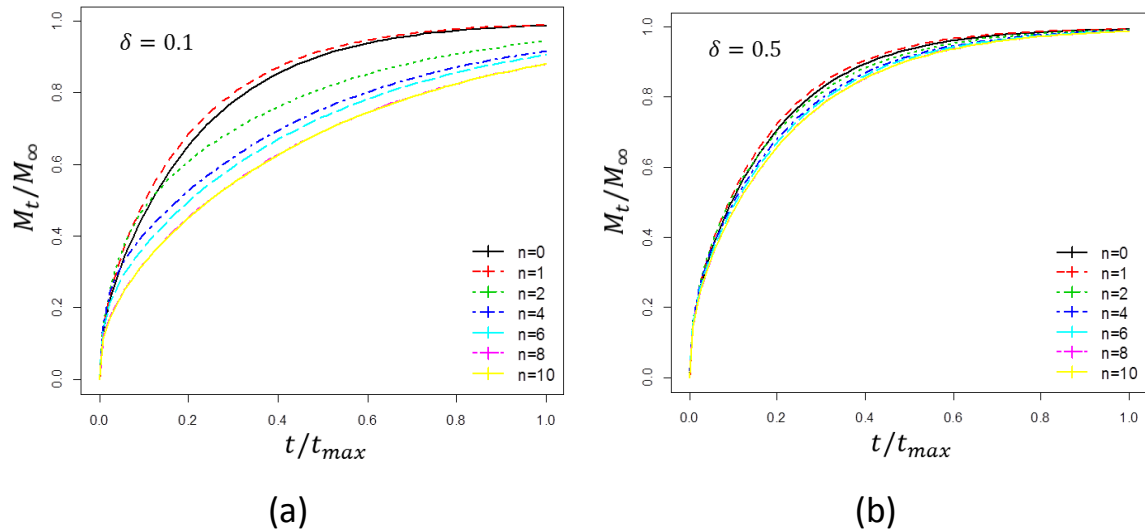 δ = 0.1
M_t/M_∞
0.0
0.2
0.4
0.6
0.8
1.0
0.0 0.2 0.4 0.6 0.8 1.0
t/t_max
n=0
n=1
n=2
n=4
n=6
n=8
n=10
(a)
δ = 0.5
M_t/M_∞
0.0
0.2
0.4
0.6
0.8
1.0
0.0 0.2 0.4 0.6 0.8 1.0
t/t_max
n=0
n=1
n=2
n=4
n=6
n=8
n=10
(b)